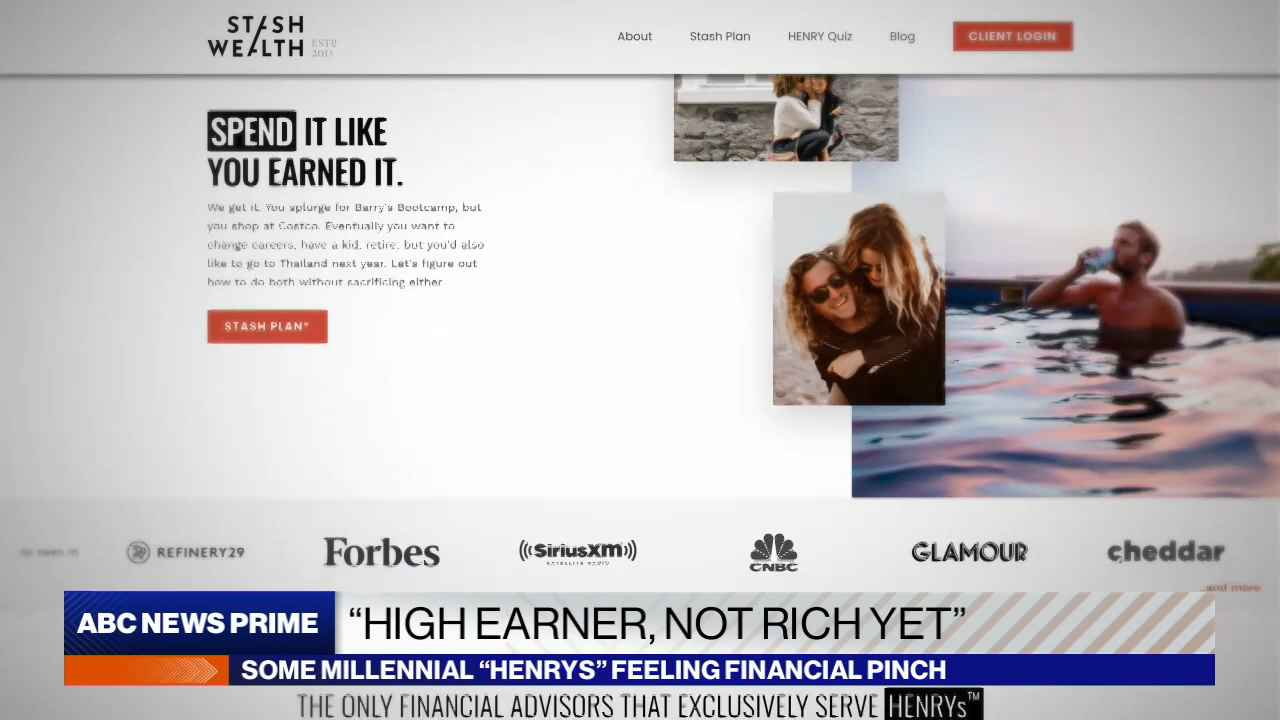 STASH
WEALTH ESTD
2013
About Stash Plan HENRY Quiz Blog CLIENT LOGIN
SPEND IT LIKE
YOU EARNED IT.
We get it. You splurge for Barry's Bootcamp, but
you shop at Costco. Eventually you want to
change careers, have a kid, retire; but you'd also
like to go to Thailand next year. Let's figure out
how to do both without sacrificing either
STASH PLAN®
As seen in REFINERY29 Forbes SiriusXM CNBC GLAMOUR cheddar
SATELLITE RADIO
...and more
ABC NEWS PRIME “HIGH EARNER, NOT RICH YET”
SOME MILLENNIAL “HENRYS” FEELING FINANCIAL PINCH
THE ONLY FINANCIAL ADVISORS THAT EXCLUSIVELY SERVE HENRYs™